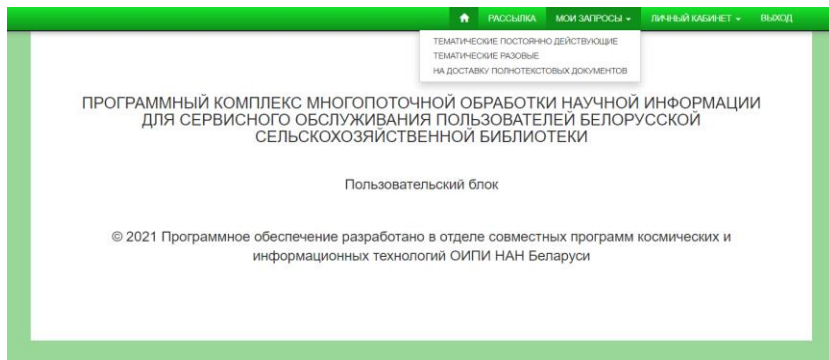 РАССЫЛКА МОИ ЗАПРОСЫ ЛИЧНЫЙ КАБИНЕТ ВЫХОД
ТЕМАТИЧЕСКИЕ ПОСТОЯННО ДЕЙСТВУЮЩИЕ
ТЕМАТИЧЕСКИЕ РАЗОВЫЕ
НА ДОСТАВКУ ПОЛНОТЕКСТОВЫХ ДОКУМЕНТОВ
ПРОГРАММНЫЙ КОМПЛЕКС МНОГОПОТОЧНОЙ ОБРАБОТКИ НАУЧНОЙ ИНФОРМАЦИИ
ДЛЯ СЕРВИСНОГО ОБСЛУЖИВАНИЯ ПОЛЬЗОВАТЕЛЕЙ БЕЛОРУССКОЙ
СЕЛЬСКОХОЗЯЙСТВЕННОЙ БИБЛИОТЕКИ
Пользовательский блок
© 2021 Программное обеспечение разработано в отделе совместных программ космических и
информационных технологий ОИПИ НАН Беларуси